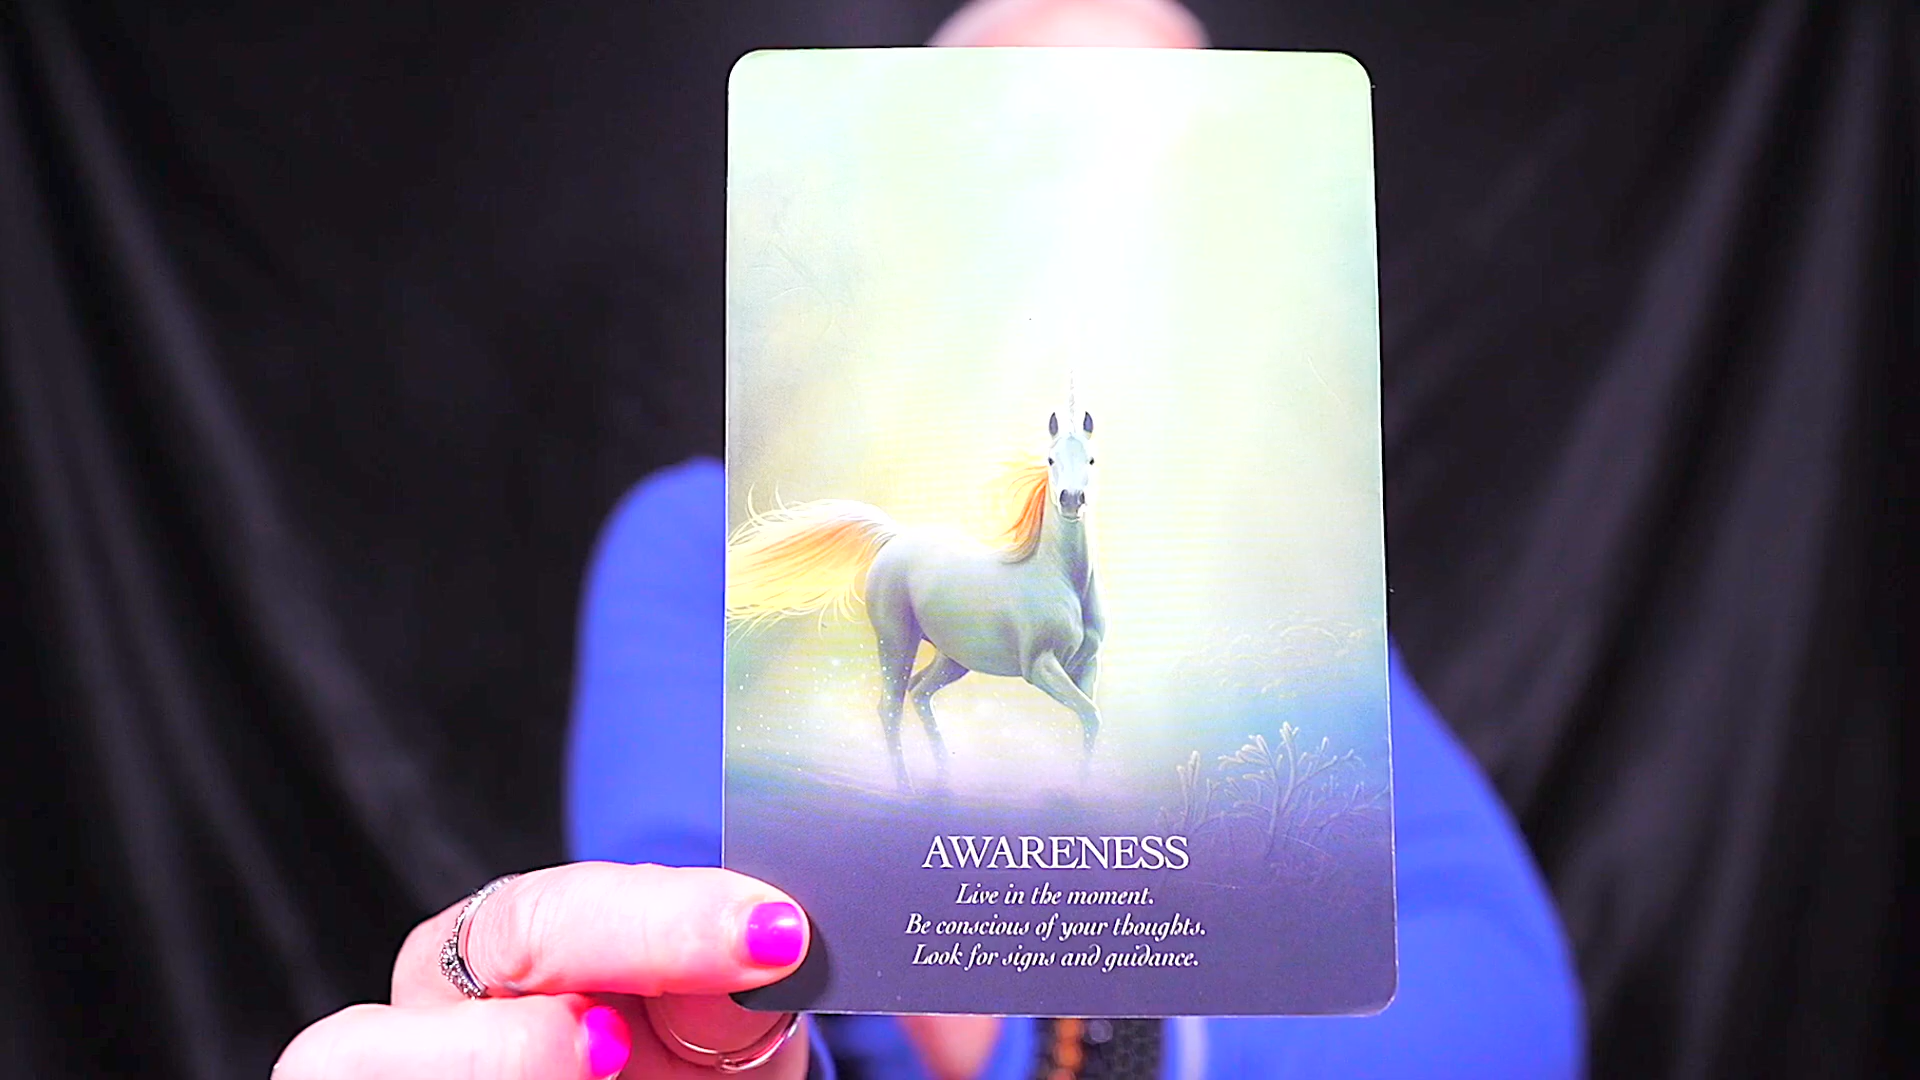 AWARENESS
Live in the moment.
Be conscious of your thoughts.
Look for signs and guidance.